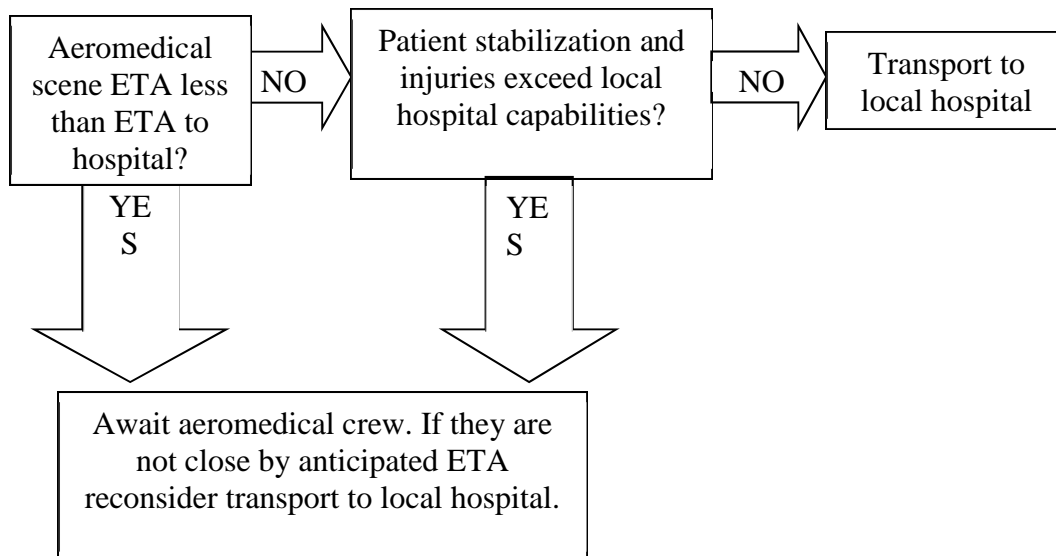 Aeromedical
scene ETA less
than ETA to
hospital?
NO
Patient stabilization and
injuries exceed local
hospital capabilities?
NO
Transport to
local hospital
YE
S
YE
S
Await aeromedical crew. If they are
not close by anticipated ETA
reconsider transport to local hospital.